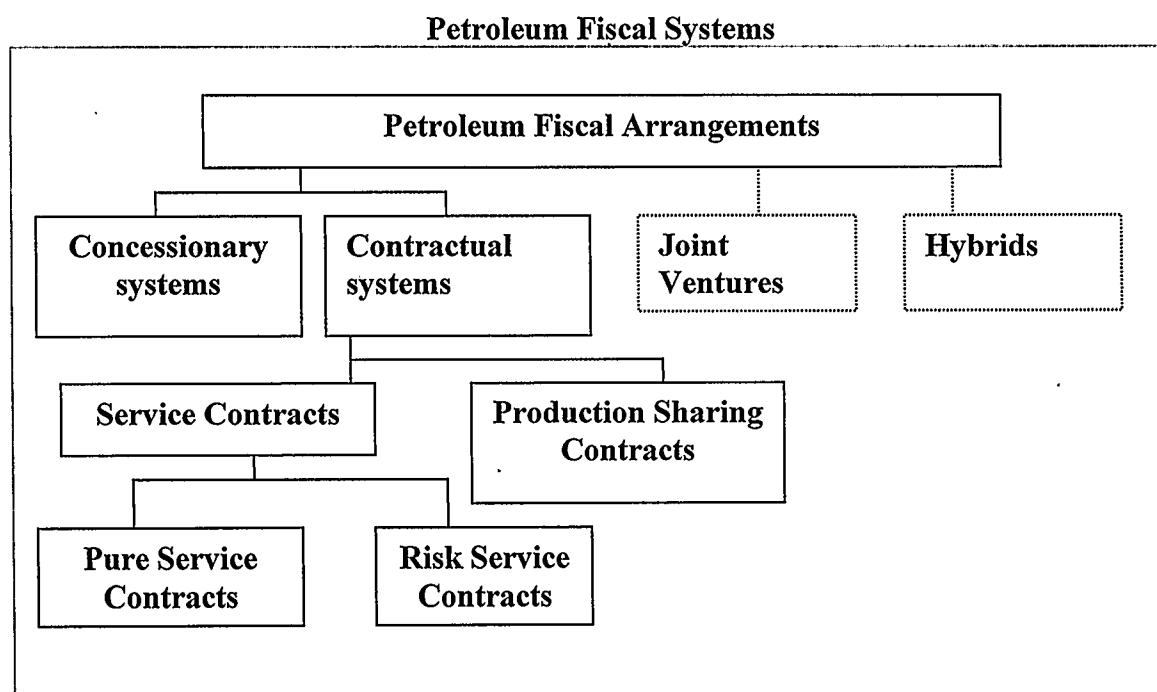 Petroleum Fiscal Systems
Petroleum Fiscal Arrangements
Concessionary
systems
Contractual
systems
Joint
Ventures
Hybrids
Service Contracts
Production Sharing
Contracts
Pure Service
Contracts
Risk Service
Contracts